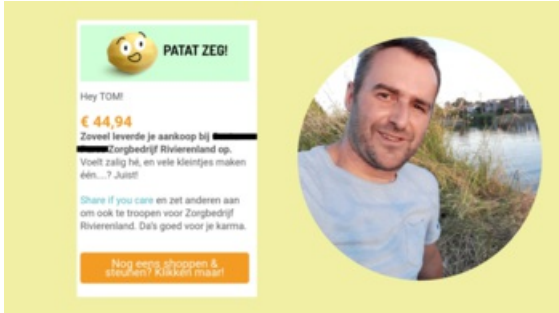 PATAT ZEG!
Hey TOM!
€ 44,94
Zoveel leverde je aankoop bij
Zorgbedrijf Rivierenland op.
Voelt zalig hé, en vele kleintjes maken
één....? Juist!
Share if you care en zet anderen aan
om ook te troopen voor Zorgbedrijf
Rivierenland. Da's goed voor je karma.
Nog eens shoppen &
steunen? Klikken maar!